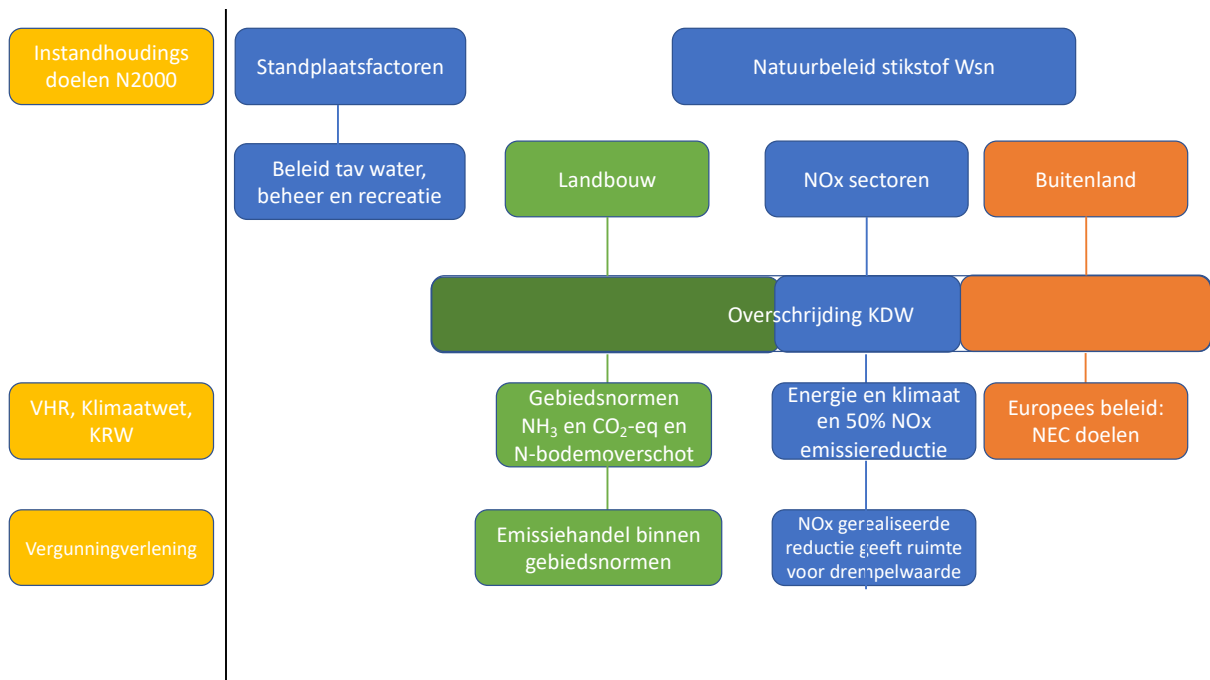 Instandhoudings
doelen N2000
Standplaatsfactoren
Natuurbeleid stikstof Wsn
Beleid tav water,
beheer en recreatie
Landbouw
NOx sectoren
Buitenland
Overschrijding KDW
VHR, Klimaatwet,
KRW
Gebiedsnormen
NH₃ en CO₂-eq en
N-bodemoverschot
Energie en klimaat
en 50% NOx
emissiereductie
Europees beleid:
NEC doelen
Vergunningverlening
Emissiehandel binnen
gebiedsnormen
NOx gerealiseerde
reductie geeft ruimte
voor drempelwaarde